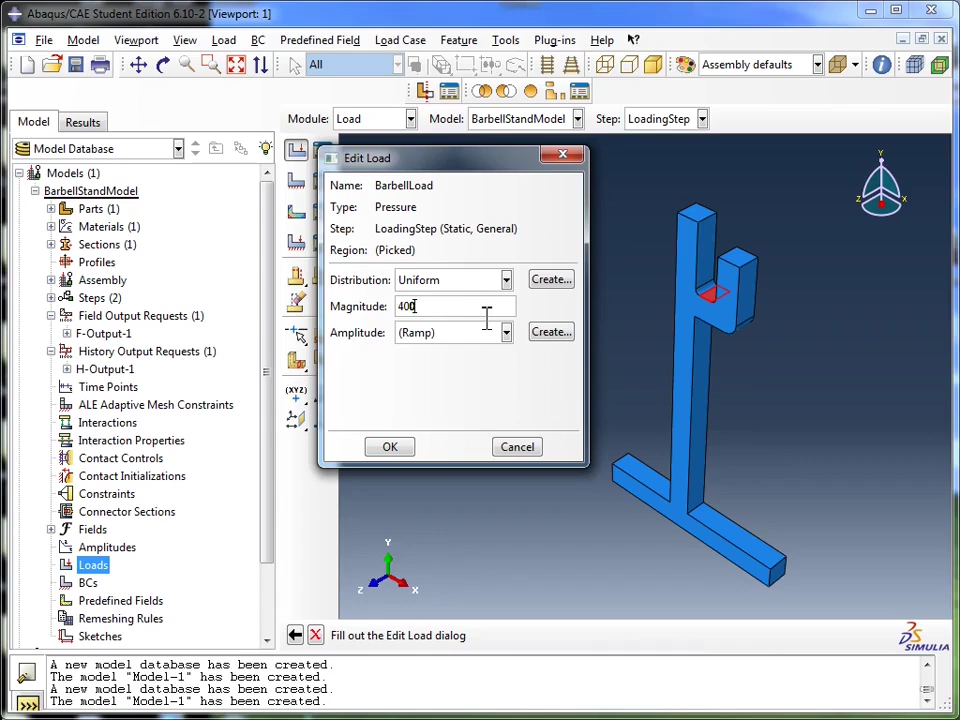 Abaqus/CAE Student Edition 6.10-2 [Viewport: 1]
File Model Viewport View Load BC Predefined Field Load Case Feature Tools Plug-ins Help
All Assembly defaults
Model Results Module: Load Model: BarbellStandModel Step: LoadingStep
Model Database
Models (1)
BarbellStandModel
Parts (1)
Materials (1)
Sections (1)
Profiles
Assembly
Steps (2)
Field Output Requests (1)
F-Output-1
History Output Requests (1)
H-Output-1
Time Points
ALE Adaptive Mesh Constraints
Interactions
Interaction Properties
Contact Controls
Contact Initializations
Constraints
Connector Sections
Fields
Amplitudes
Loads
BCs
Predefined Fields
Remeshing Rules
Sketches
(XYZ)
Edit Load
Name: BarbellLoad
Type: Pressure
Step: LoadingStep (Static, General)
Region: (Picked)
Distribution: Uniform Create...
Magnitude: 400
Amplitude: (Ramp) Create...
OK Cancel
Y
Z X
Y
Z X
Fill out the Edit Load dialog
SIMULIA
A new model database has been created.
The model "Model-1" has been created.
A new model database has been created.
The model "Model-1" has been created.
>>>